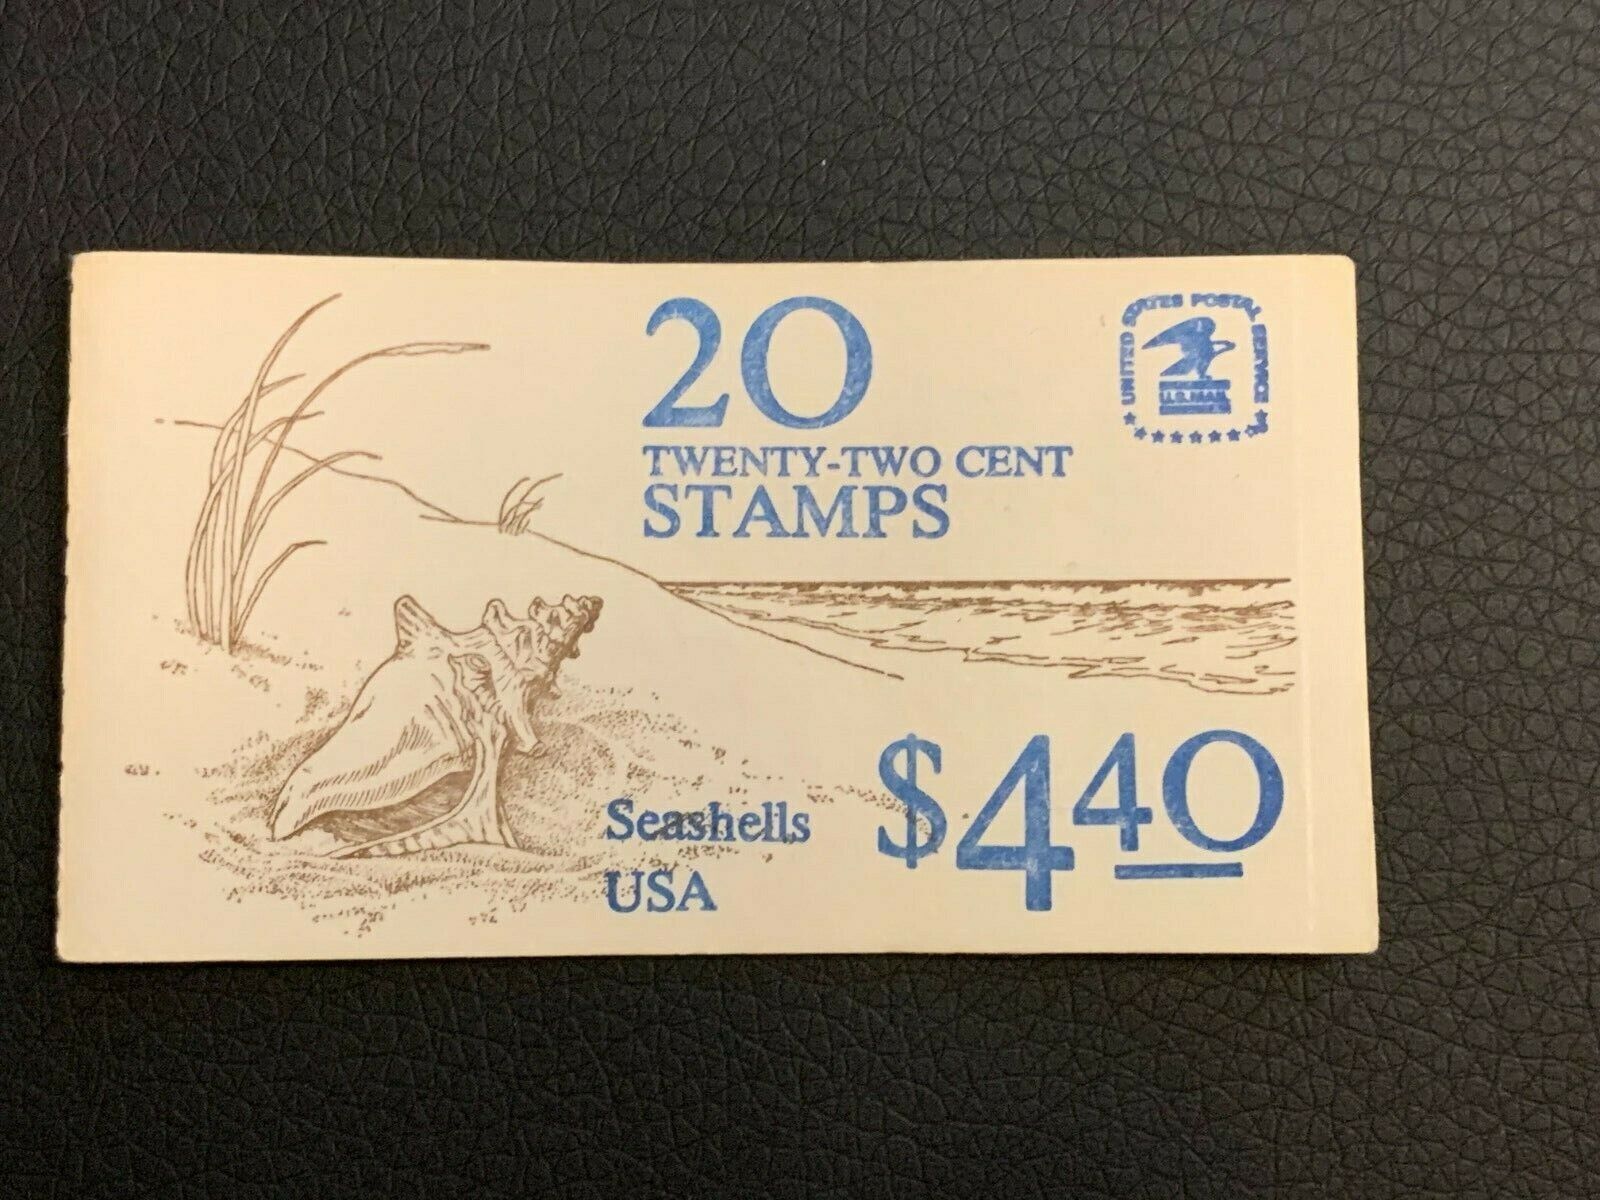 20
TWENTY-TWO CENT
STAMPS
UNITED STATES POSTAL SERVICE
U.S.MAIL
Seashells
USA
$4.40